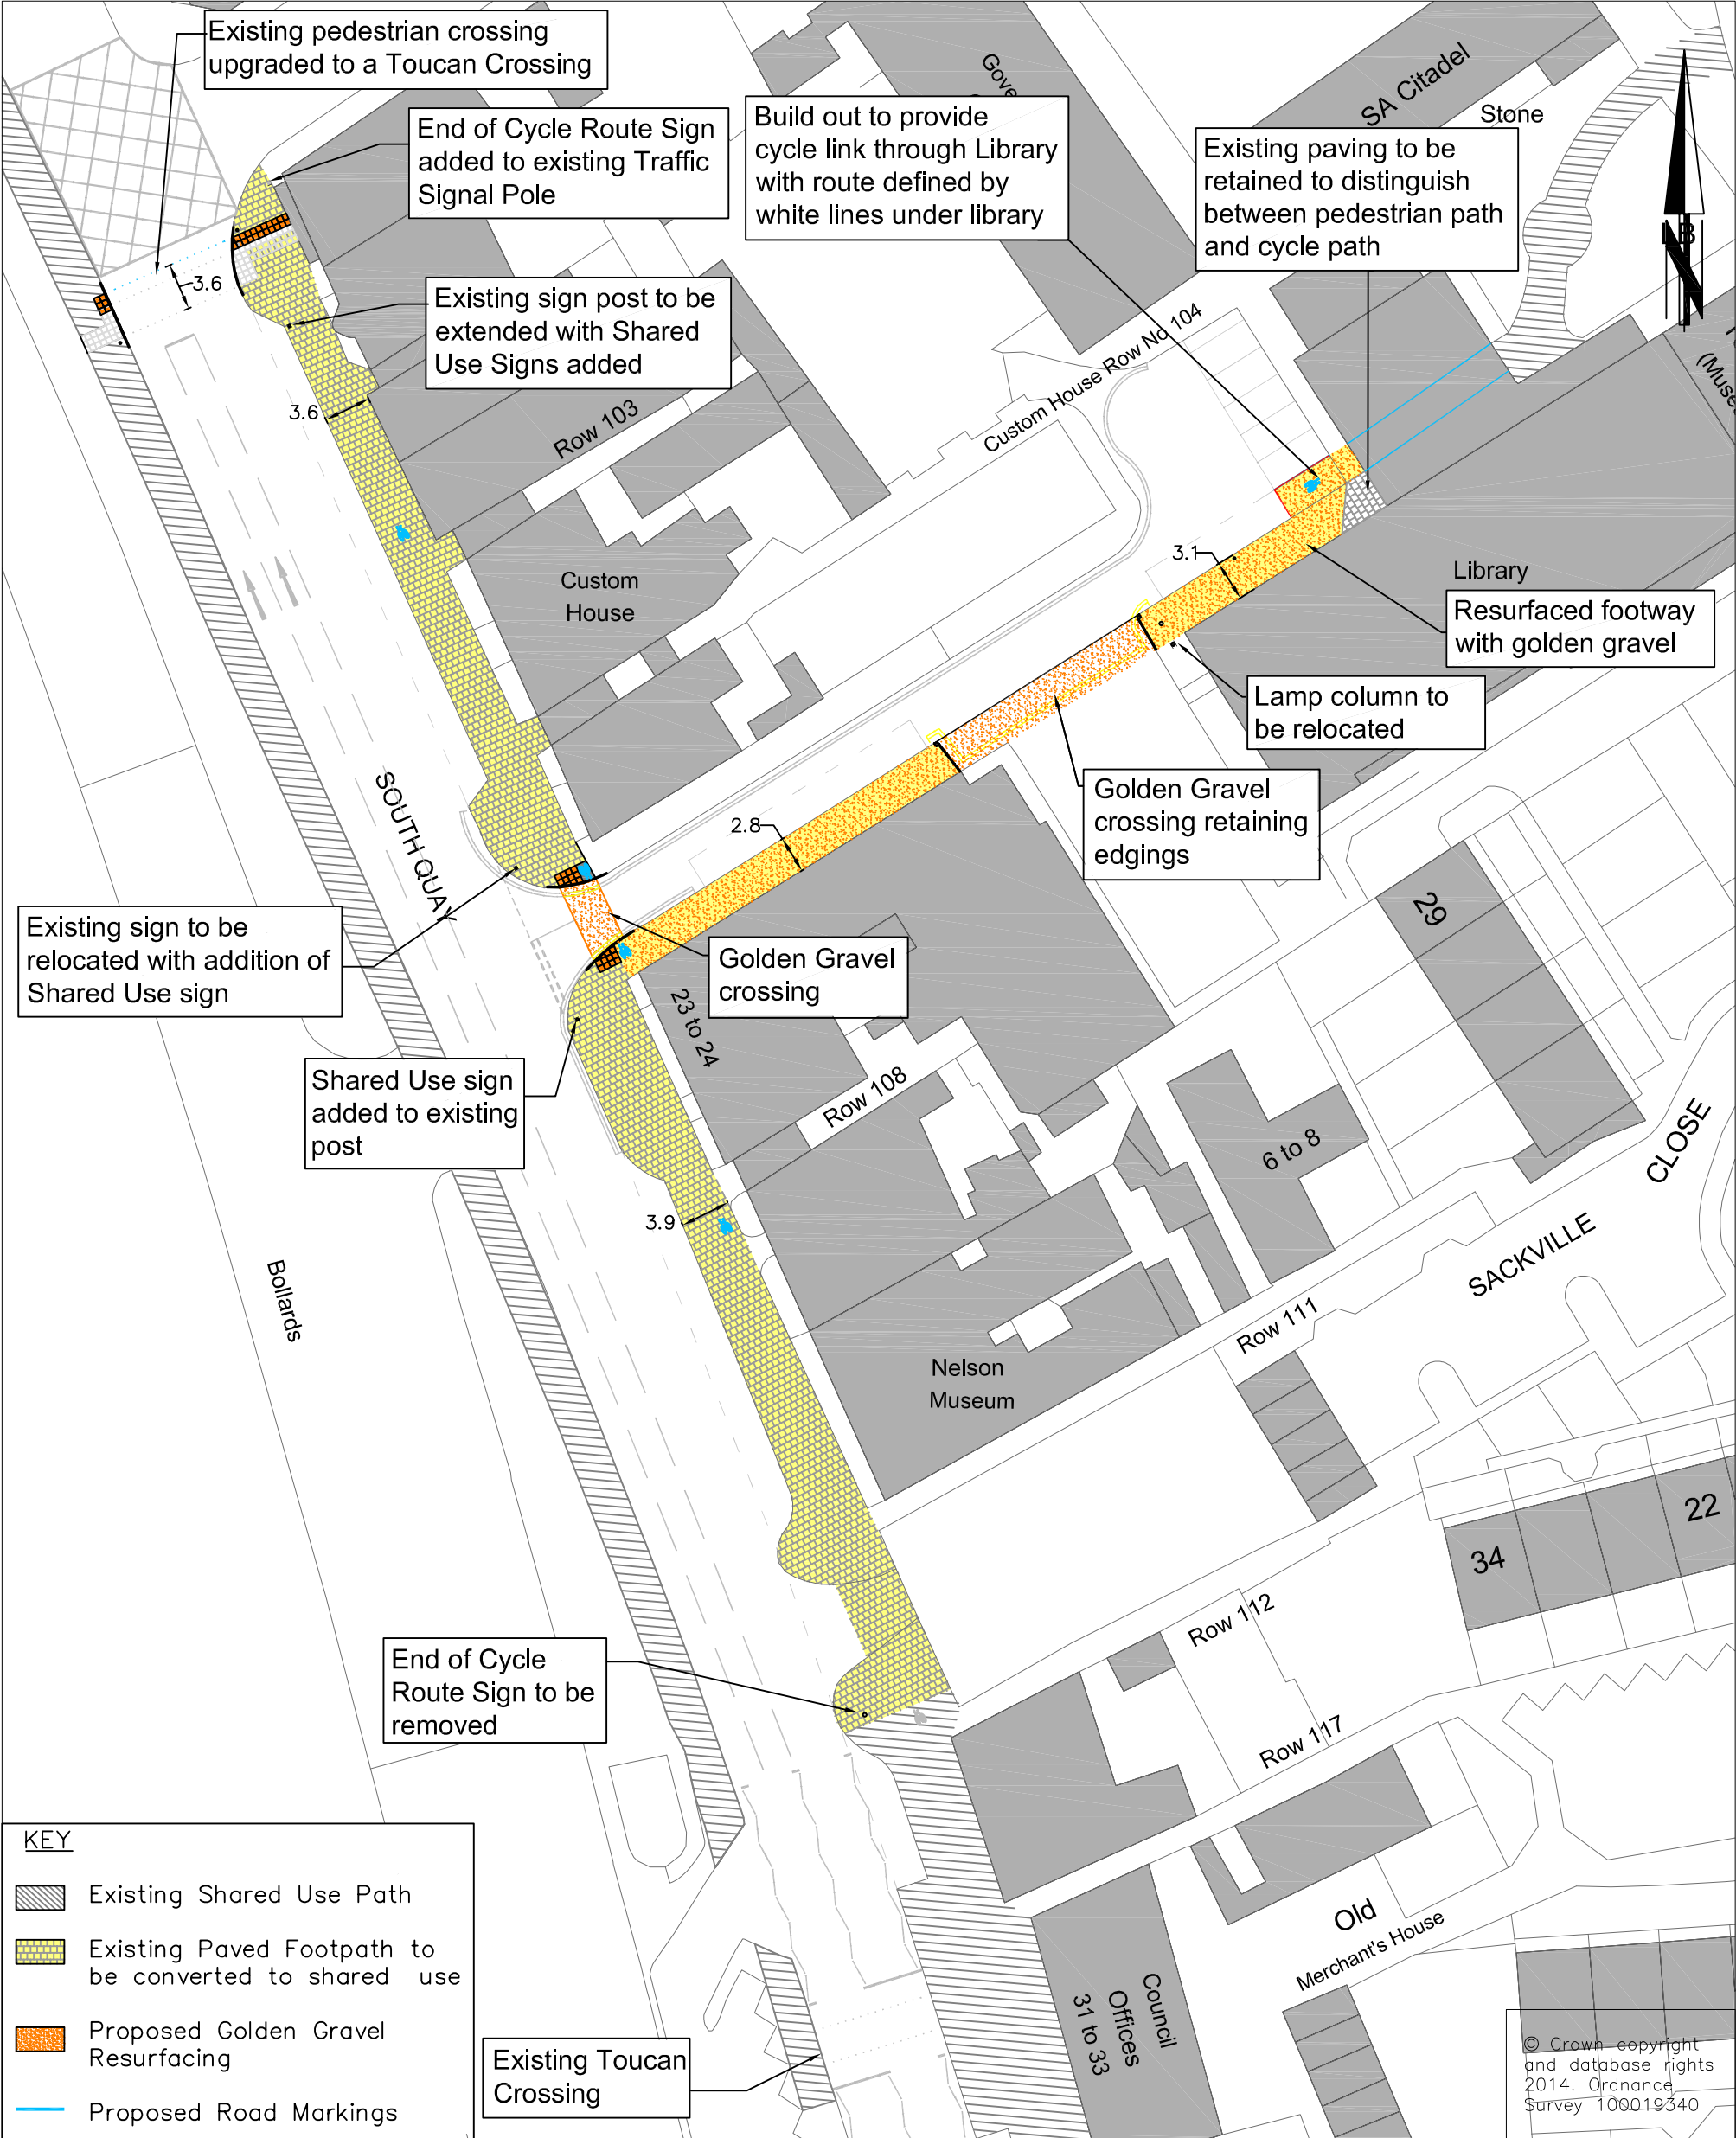 Existing pedestrian crossing
upgraded to a Toucan Crossing
End of Cycle Route Sign
added to existing Traffic
Signal Pole
Build out to provide
cycle link through Library
with route defined by
white lines under library
SA Citadel
Stone
Existing paving to be
retained to distinguish
between pedestrian path
and cycle path
3.6
Existing sign post to be
extended with Shared
Use Signs added
3.6
Row 103
Custom House Row No 104
(Muse
Custom
House
3.1
Library
Resurfaced footway
with golden gravel
Lamp column to
be relocated
Golden Gravel
crossing retaining
edgings
SOUTH QUAY
2.8
Existing sign to be
relocated with addition of
Shared Use sign
Golden Gravel
crossing
29
23 to 24
Shared Use sign
added to existing
post
Row 108
6 to 8
CLOSE
SACKVILLE
3.9
Bollards
Row 111
Nelson
Museum
22
34
Row 112
End of Cycle
Route Sign to be
removed
Row 117
KEY
Existing Shared Use Path
Existing Paved Footpath to
be converted to shared use
Proposed Golden Gravel
Resurfacing
Proposed Road Markings
Old
Merchant's House
Council
Offices
31 to 33
Existing Toucan
Crossing
© Crown copyright
and database rights
2014. Ordnance
Survey 100019340